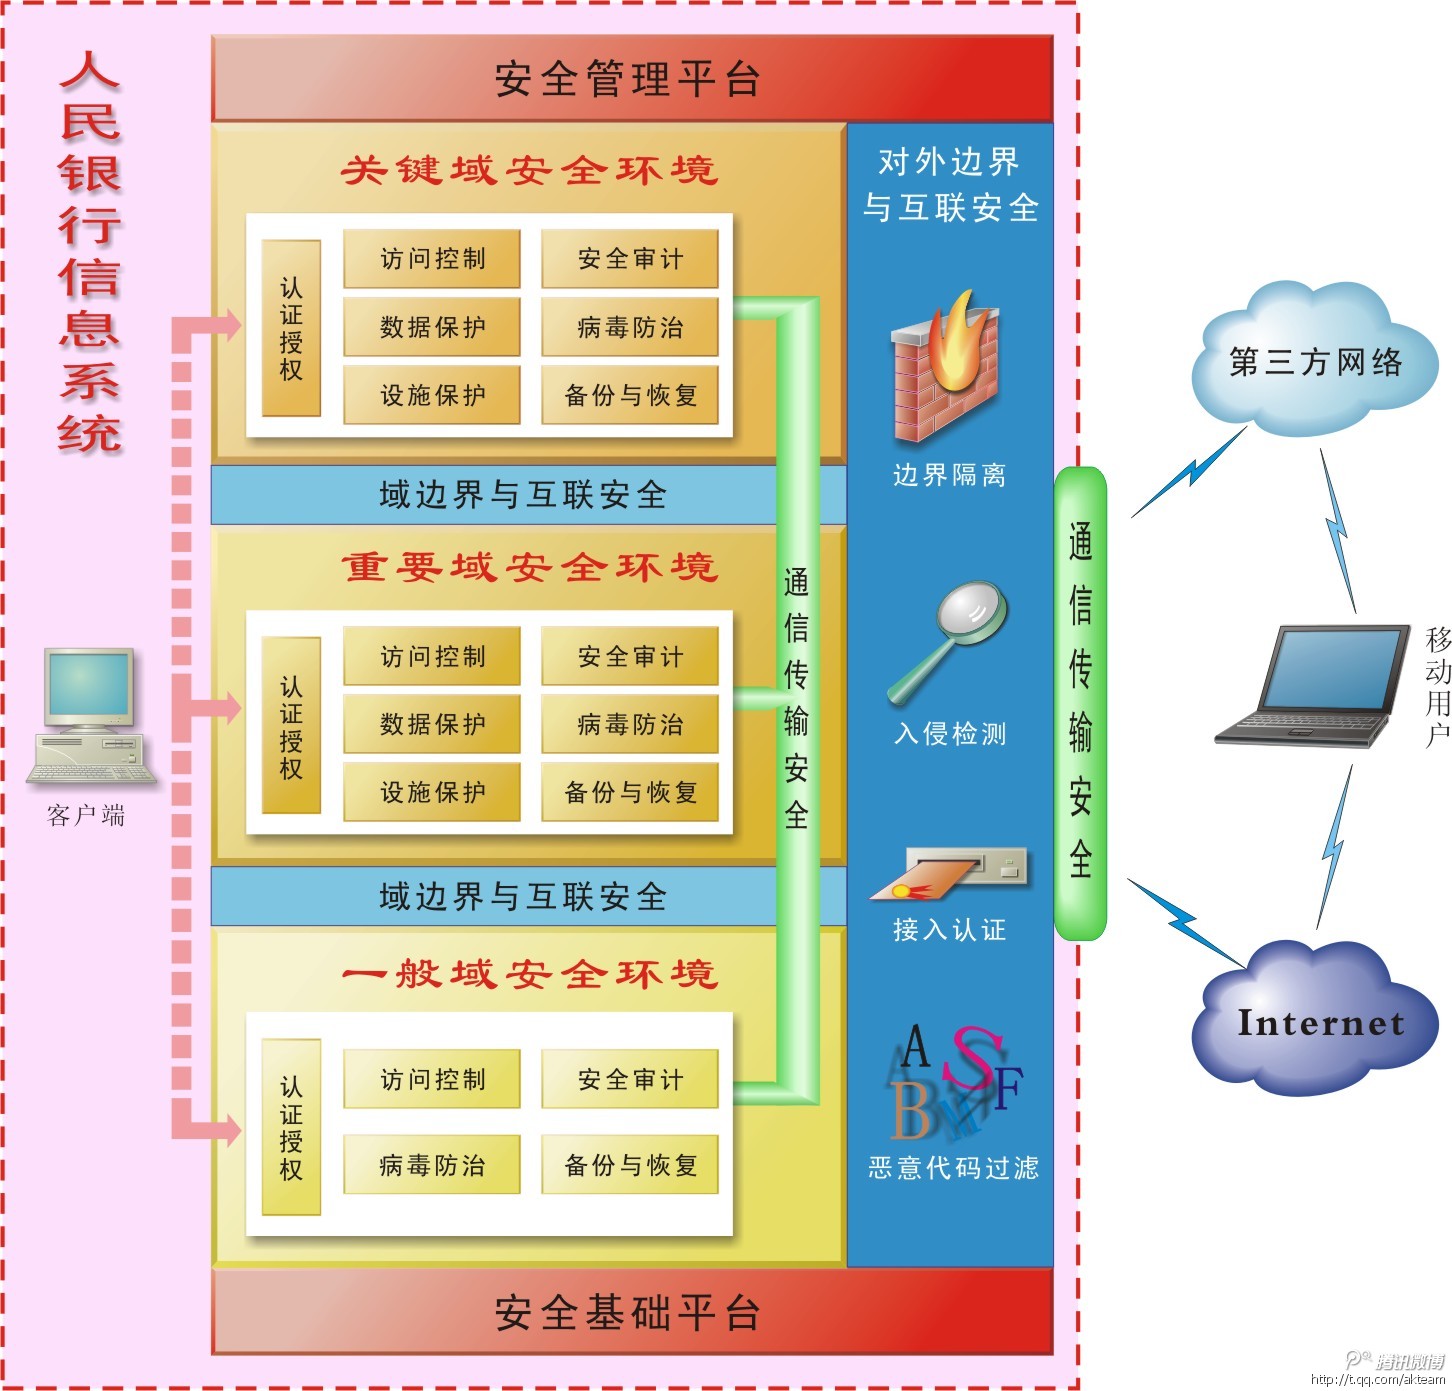 人民银行信息系统
安全管理平台
关键域安全环境
认证授权
访问控制
安全审计
数据保护
病毒防治
设施保护
备份与恢复
域边界与互联安全
重要域安全环境
认证授权
访问控制
安全审计
数据保护
病毒防治
设施保护
备份与恢复
域边界与互联安全
一般域安全环境
认证授权
访问控制
安全审计
病毒防治
备份与恢复
通信传输安全
安全基础平台
客户端
对外边界
与互联安全
边界隔离
入侵检测
接入认证
A
S
B
M
F
恶意代码过滤
通信传输安全
第三方网络
移动用户
Internet
腾讯微博
http://t.qq.com/akteam